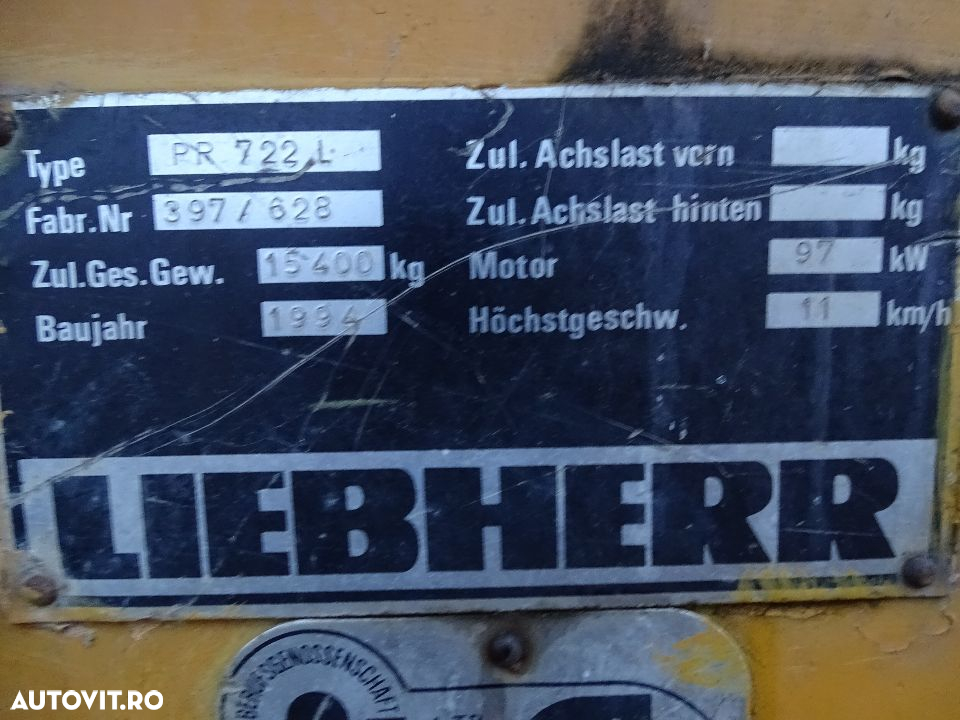 Type PR 722 L
Fabr.Nr 397/628
Zul.Ges.Gew. 15400 kg
Baujahr 1994
Zul. Achslast vorn kg
Zul. Achslast hinten kg
Motor 97 kW
Höchstgeschw. 11 km/h
LIEBHERR
BERUFSGENOSSENSCHAFT
AUTOVIT.RO